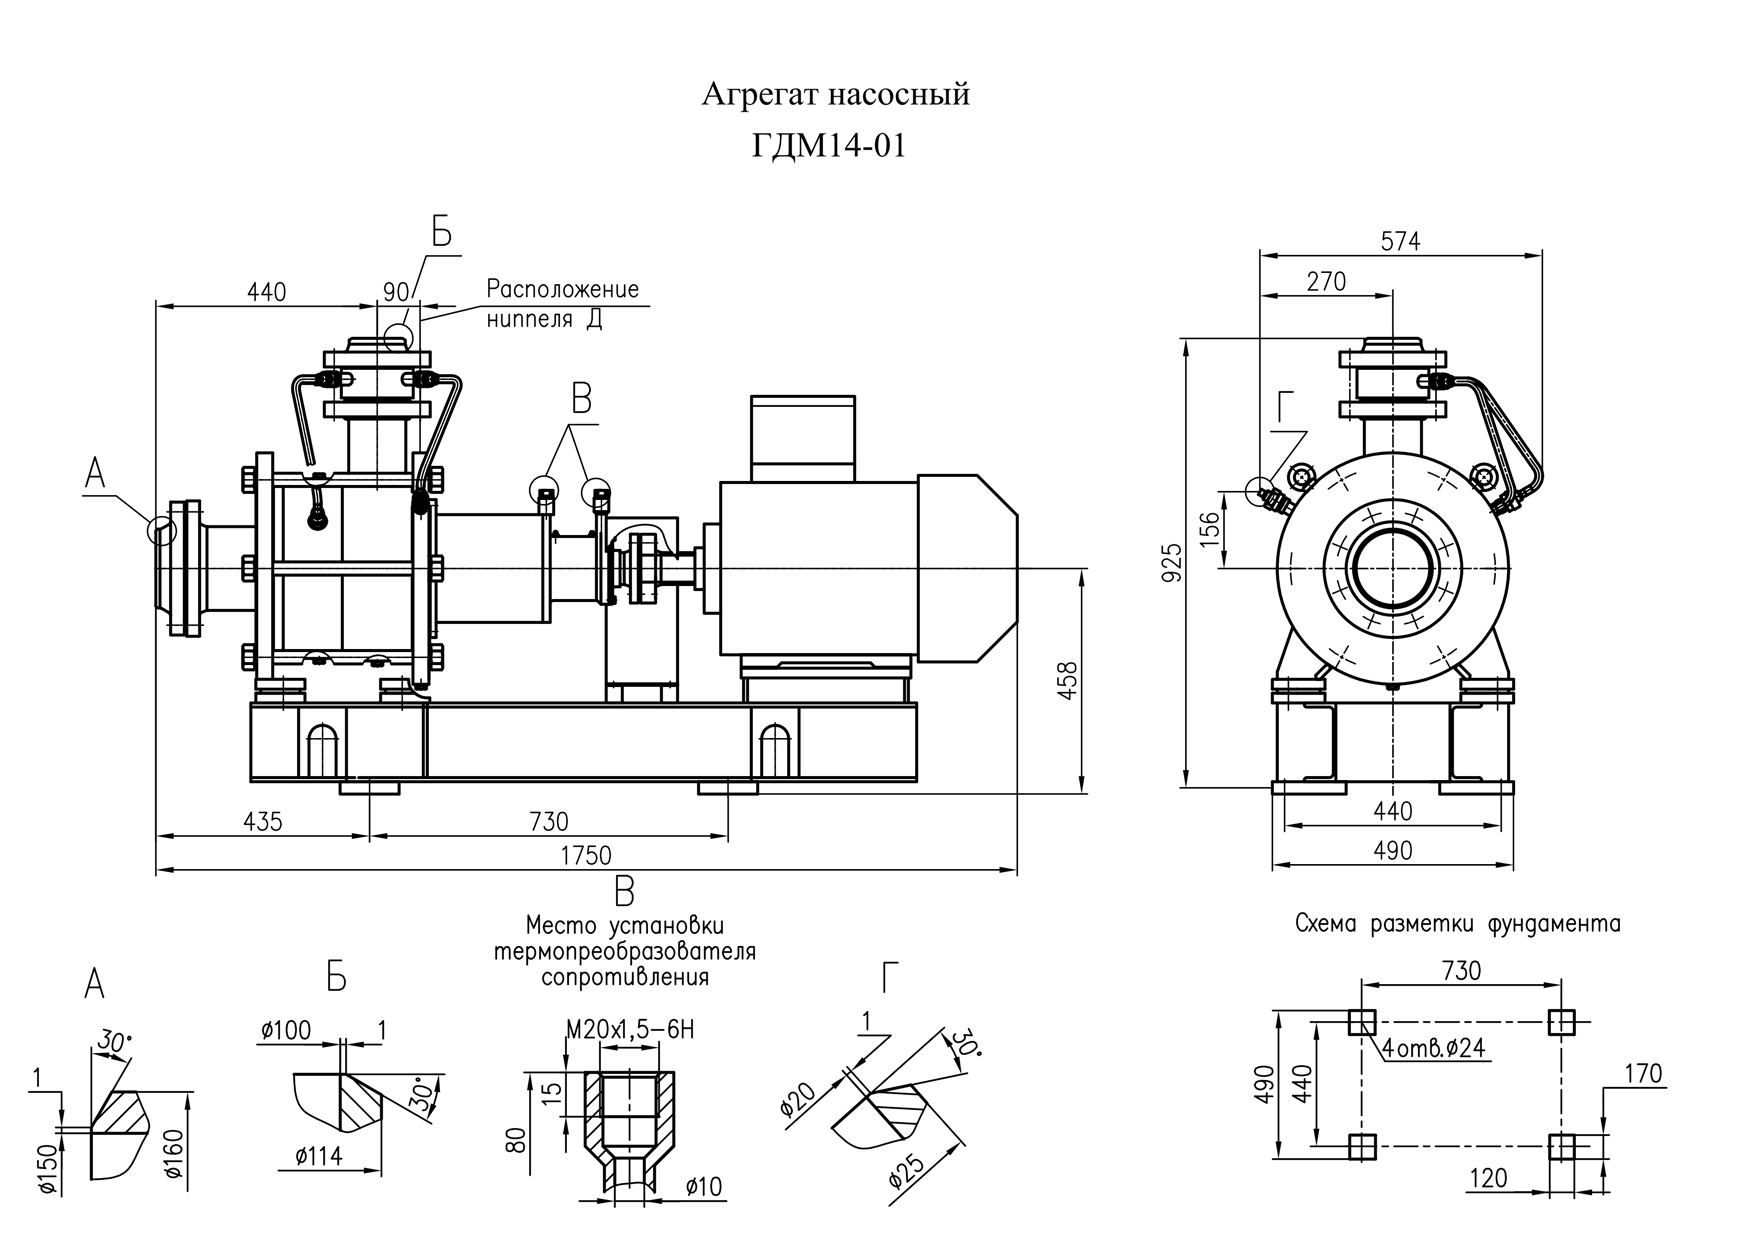 Агрегат насосный
ГДМ14-01
Б
440
90
Расположение
ниппеля Д
В
А
458
435
730
1750
574
270
Г
156
925
440
490
А
30°
1
ø150
ø160
Б
ø100
1
30°
ø114
В
Место установки
термопреобразователя
сопротивления
М20х1,5-6Н
15
80
ø10
Г
1
30°
ø20
ø25
Схема разметки фундамента
730
4отв.ø24
490
440
170
120